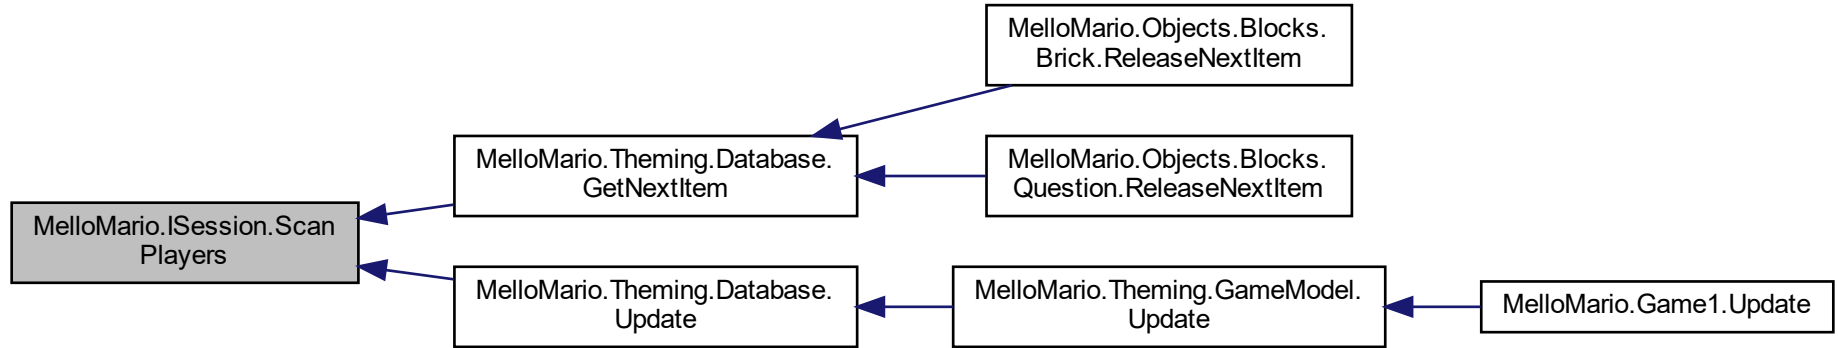 MelloMario.ISession.Scan
Players
MelloMario.Theming.Database.
GetNextItem
MelloMario.Objects.Blocks.
Brick.ReleaseNextItem
MelloMario.Objects.Blocks.
Question.ReleaseNextItem
MelloMario.Theming.Database.
Update
MelloMario.Theming.GameModel.
Update
MelloMario.Game1.Update